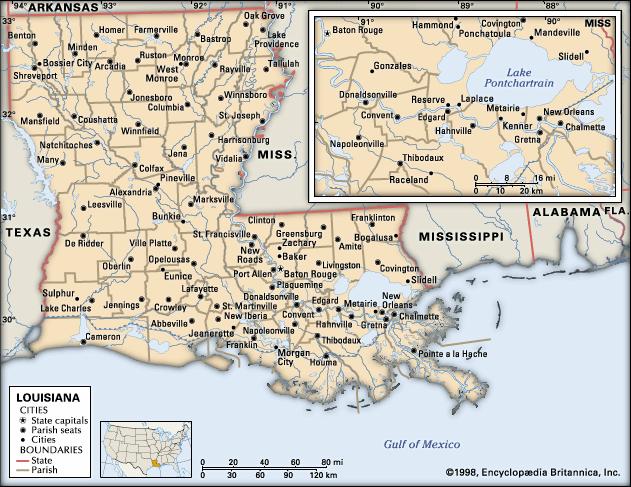 94°
93°
92°
91°
ARKANSAS
33°
Benton
Homer
Farmerville
Bastrop
Oak Grove
Lake
Providence
Minden
Bossier City
Arcadia
Ruston
Monroe
West
Monroe
Rayville
Tallulah
Shreveport
Jonesboro
Columbia
Winnsboro
32°
Mansfield
Coushatta
Winnfield
St. Joseph
Natchitoches
Harrisonburg
Many
Jena
Vidalia
MISS.
Colfax
Pineville
Alexandria
Marksville
31°
Leesville
Bunkie
TEXAS
De Ridder
Ville Platte
St. Francisville
Clinton
Greensburg
Franklinton
Bogalusa
Zachary
Amite
MISSISSIPPI
ALABAMA
FLA.
Oberlin
Opelousas
New
Roads
Baker
Eunice
Port Allen
Baton Rouge
Livingston
Covington
Plaquemine
Slidell
Sulphur
Lafayette
Donaldsonville
Lake Charles
Jennings
Crowley
St. Martinville
Edgard
Metairie
New
Orleans
30°
Abbeville
New Iberia
Convent
Chalmette
Jeanerette
Napoleonville
Hahnville
Gretna
Cameron
Franklin
Thibodaux
Morgan
City
Houma
Pointe a la Hache
Gulf of Mexico
91°
90°
88°
MISS
Baton Rouge
Hammond
Covington
Ponchatoula
Mandeville
Slidell
Gonzales
Lake
Pontchartrain
Donaldsonville
Reserve
Laplace
Metairie
New Orleans
Convent
Edgard
Kenner
Chalmette
Hahnville
Gretna
Napoleonville
Thibodaux
Raceland
0 8 16 mi
0 10 20 km
LOUISIANA
CITIES
State capitals
Parish seats
Cities
BOUNDARIES
State
Parish
0 20 40 60 80 mi
0 30 60 90 120 km
©1998, Encyclopædia Britannica, Inc.